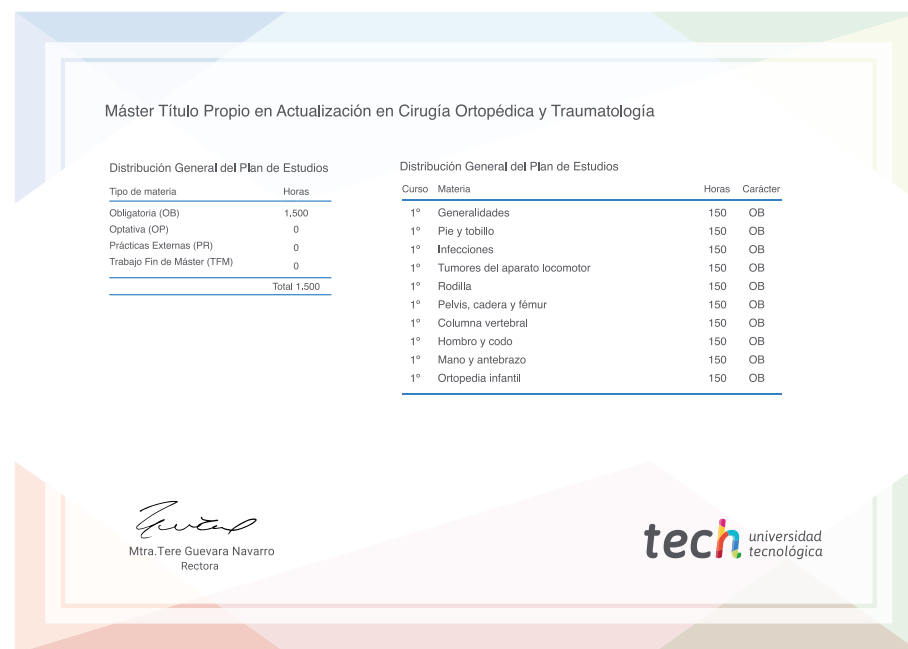 Máster Título Propio en Actualización en Cirugía Ortopédica y Traumatología
Distribución General del Plan de Estudios
Tipo de materia Horas
Obligatoria (OB) 1,500
Optativa (OP) 0
Prácticas Externas (PR) 0
Trabajo Fin de Máster (TFM) 0
Total 1.500
Distribución General del Plan de Estudios
Curso Materia Horas Carácter
1º Generalidades 150 OB
1º Pie y tobillo 150 OB
1º Infecciones 150 OB
1º Tumores del aparato locomotor 150 OB
1º Rodilla 150 OB
1º Pelvis, cadera y fémur 150 OB
1º Columna vertebral 150 OB
1º Hombro y codo 150 OB
1º Mano y antebrazo 150 OB
1º Ortopedia infantil 150 OB
Mtra.Tere Guevara Navarro
Rectora
tech universidad
tecnológica